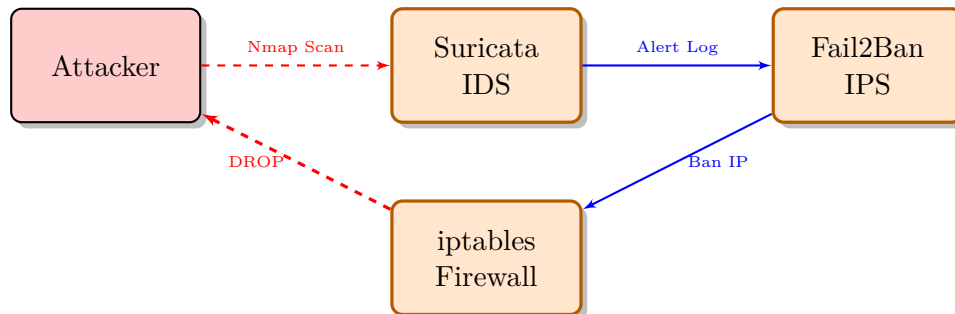 Attacker
Nmap Scan
Suricata
IDS
Alert Log
Fail2Ban
IPS
DROP
Ban IP
iptables
Firewall